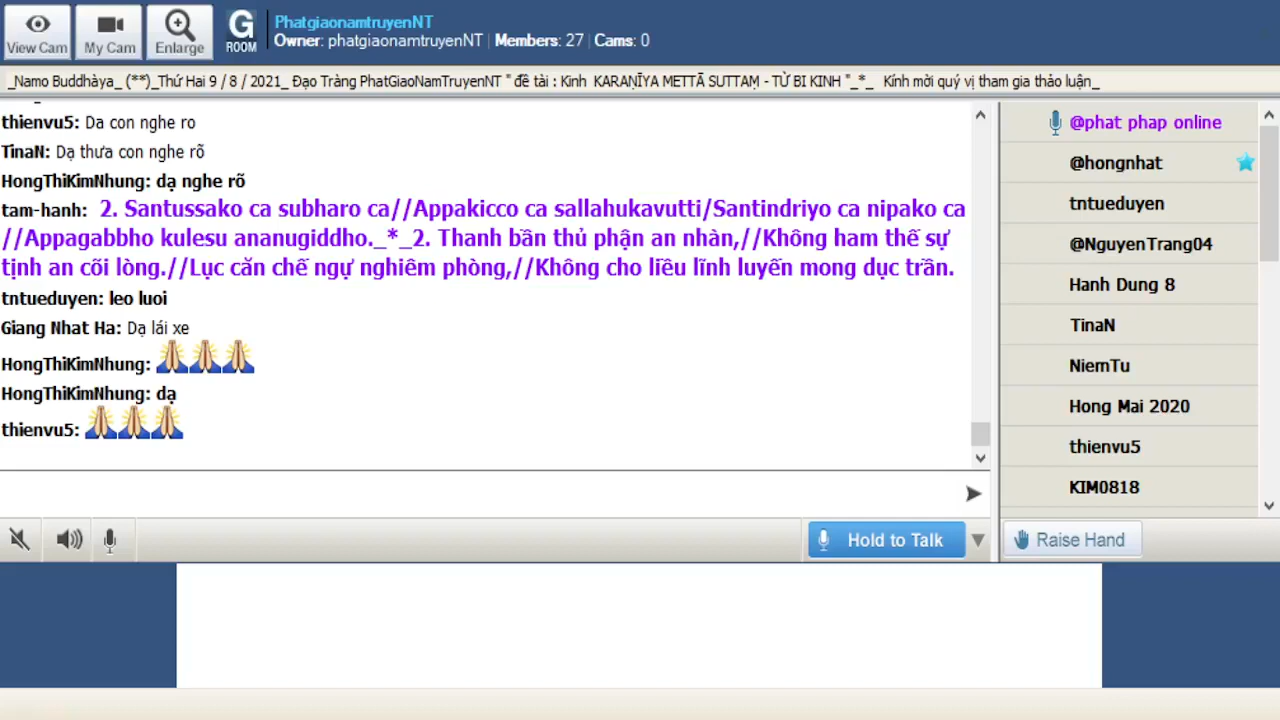 View Cam
My Cam
Enlarge
G
ROOM
PhatgiaonamtruyenNT
Owner: phatgiaonamtruyenNT | Members: 27 | Cams: 0
_Namo Buddhàya_ (**)_Thứ Hai 9 / 8 / 2021_ Đạo Tràng PhatGiaoNamTruyenNT " đề tài : Kinh KARAṆĪYA METTĀ SUTTAṂ - TỪ BI KINH "_*_ Kính mời quý vị tham gia thảo luận_
thienvu5: Da con nghe ro
TinaN: Dạ thưa con nghe rõ
HongThiKimNhung: dạ nghe rõ
tam-hanh: 2. Santussako ca subharo ca//Appakicco ca sallahukavutti/Santindriyo ca nipako ca
//Appagabbho kulesu ananugiddho._*_2. Thanh bần thủ phận an nhàn,//Không ham thế sự
tịnh an cõi lòng.//Lục căn chế ngự nghiêm phòng,//Không cho liều lĩnh luyến mong dục trần.
tntueduyen: leo luoi
Giang Nhat Ha: Dạ lái xe
HongThiKimNhung:
HongThiKimNhung: dạ
thienvu5:
Hold to Talk
@phat phap online
@hongnhat
tntueduyen
@NguyenTrang04
Hanh Dung 8
TinaN
NiemTu
Hong Mai 2020
thienvu5
KIM0818
Raise Hand